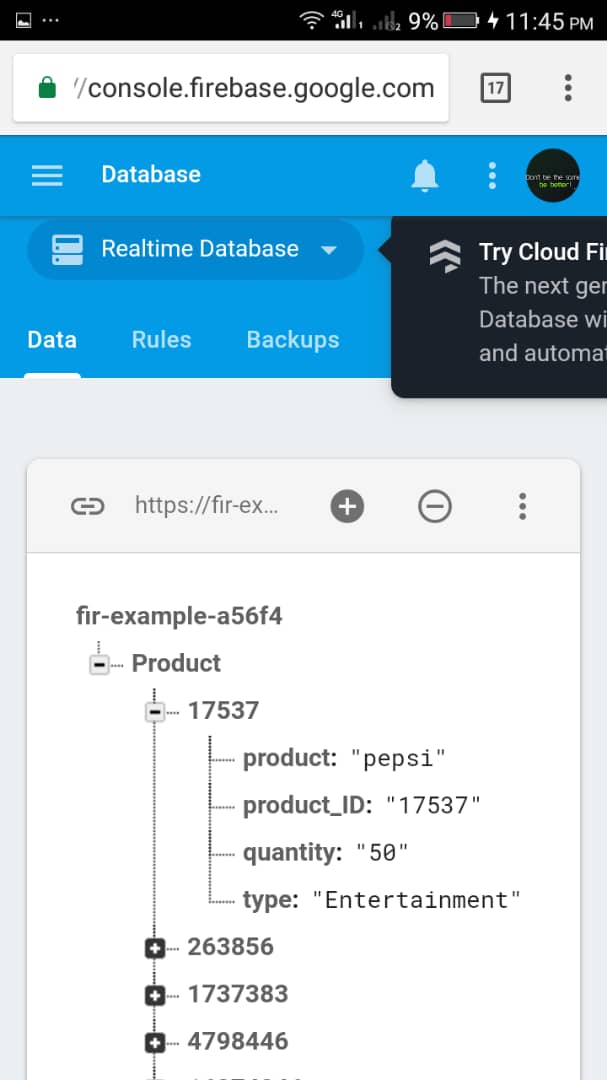 4G 1 2 9% 11:45 PM
//console.firebase.google.com 17
Database
Don't be the same
be better!
Realtime Database
Try Cloud Fi
The next ger
Database wi
and automat
Data Rules Backups
https://fir-ex...
fir-example-a56f4
Product
17537
product: "pepsi"
product_ID: "17537"
quantity: "50"
type: "Entertainment"
263856
1737383
4798446